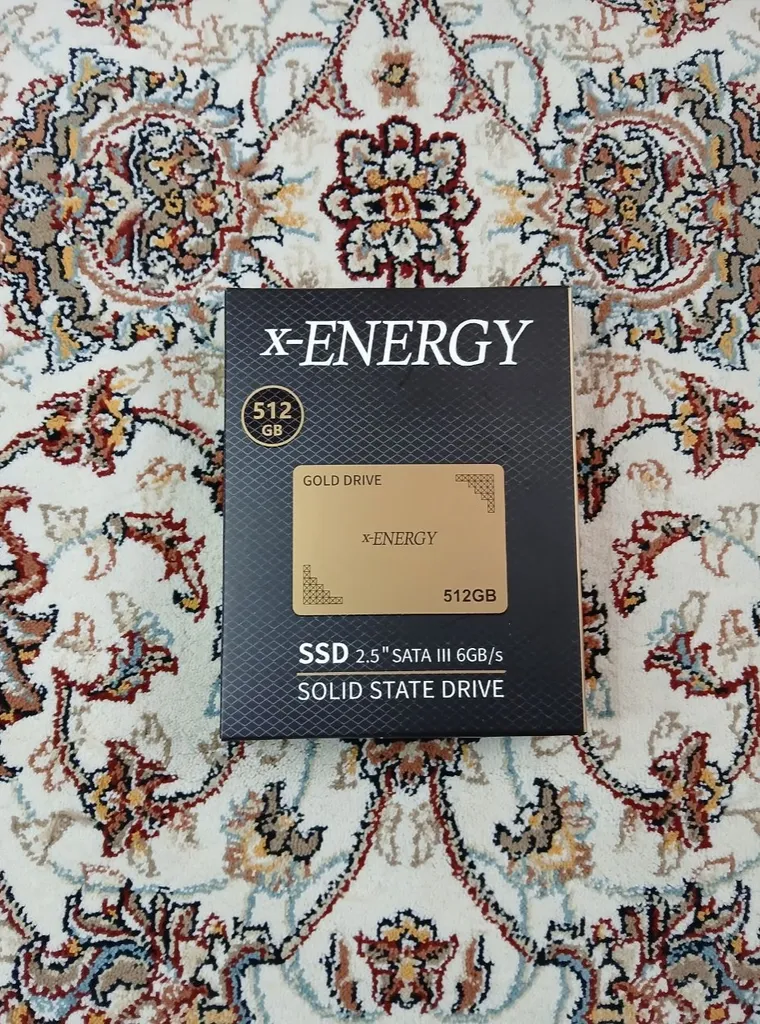 x-ENERGY
512
GB
GOLD DRIVE
x-ENERGY
512GB
SSD 2.5" SATA III 6GB/s
SOLID STATE DRIVE